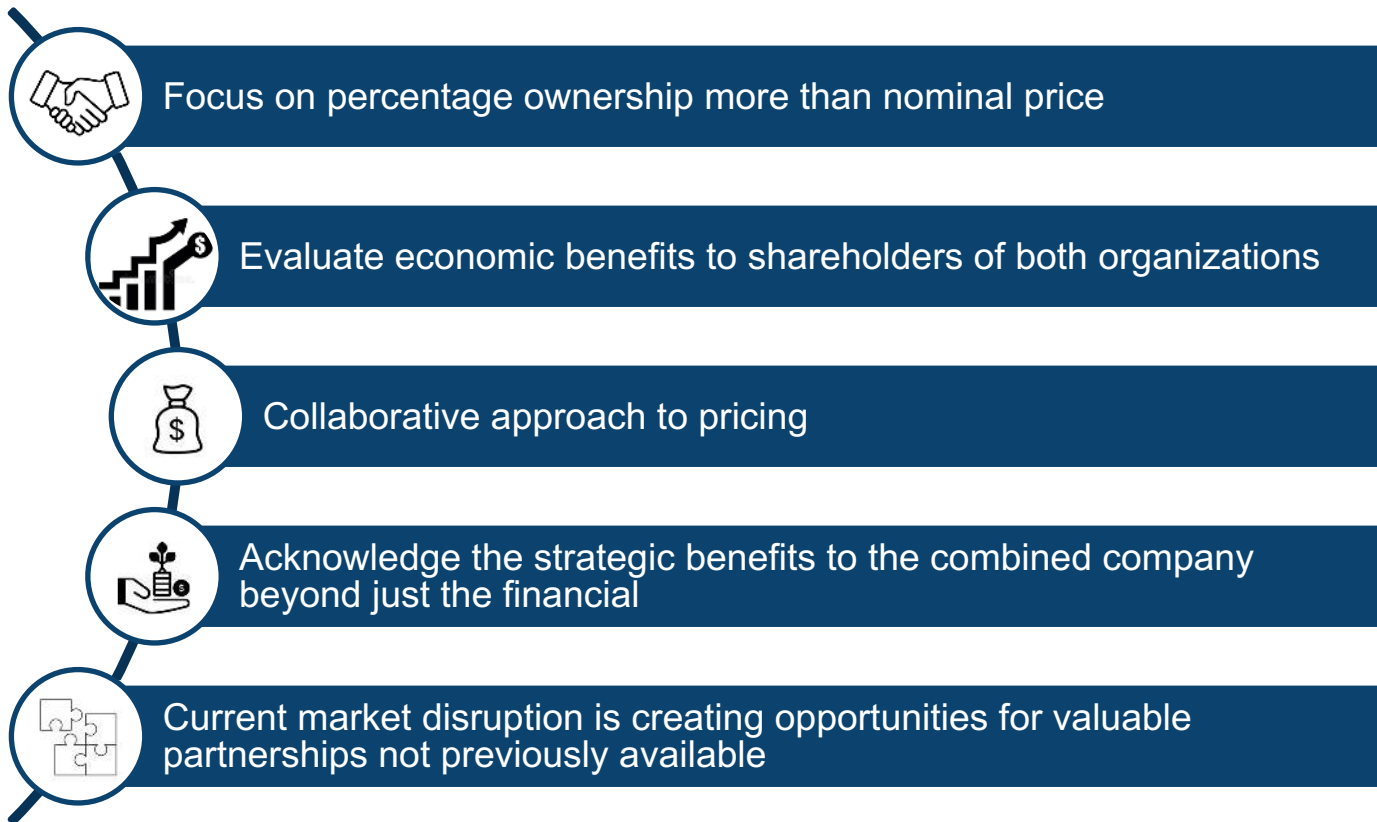 Focus on percentage ownership more than nominal price
$
Evaluate economic benefits to shareholders of both organizations
$
Collaborative approach to pricing
$
Acknowledge the strategic benefits to the combined company
beyond just the financial
Current market disruption is creating opportunities for valuable
partnerships not previously available